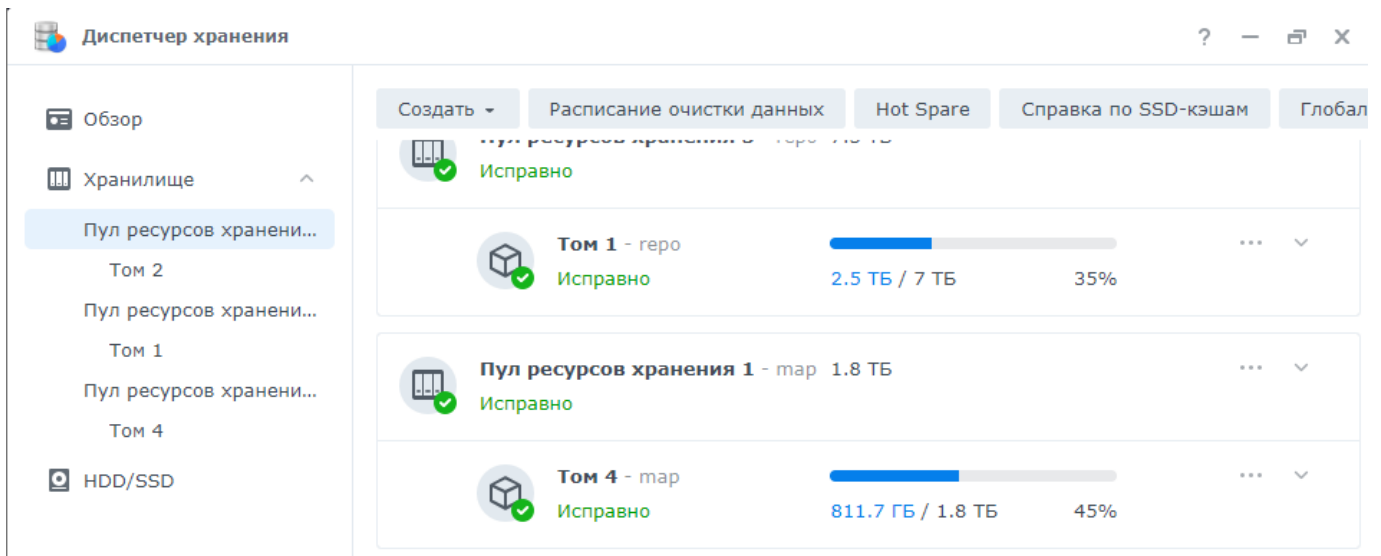 Диспетчер хранения
?
Обзор
Хранилище
Пул ресурсов хранени...
Том 2
Пул ресурсов хранени...
Том 1
Пул ресурсов хранени...
Том 4
HDD/SSD
Создать
Расписание очистки данных
Hot Spare
Справка по SSD-кэшам
Глобал
Пул ресурсов хранения
Исправно
Том 1 - repo
2.5 ТБ / 7 ТБ 35%
Исправно
Пул ресурсов хранения 1 - map 1.8 ТБ
Исправно
Том 4 - map
811.7 ГБ / 1.8 ТБ 45%
Исправно